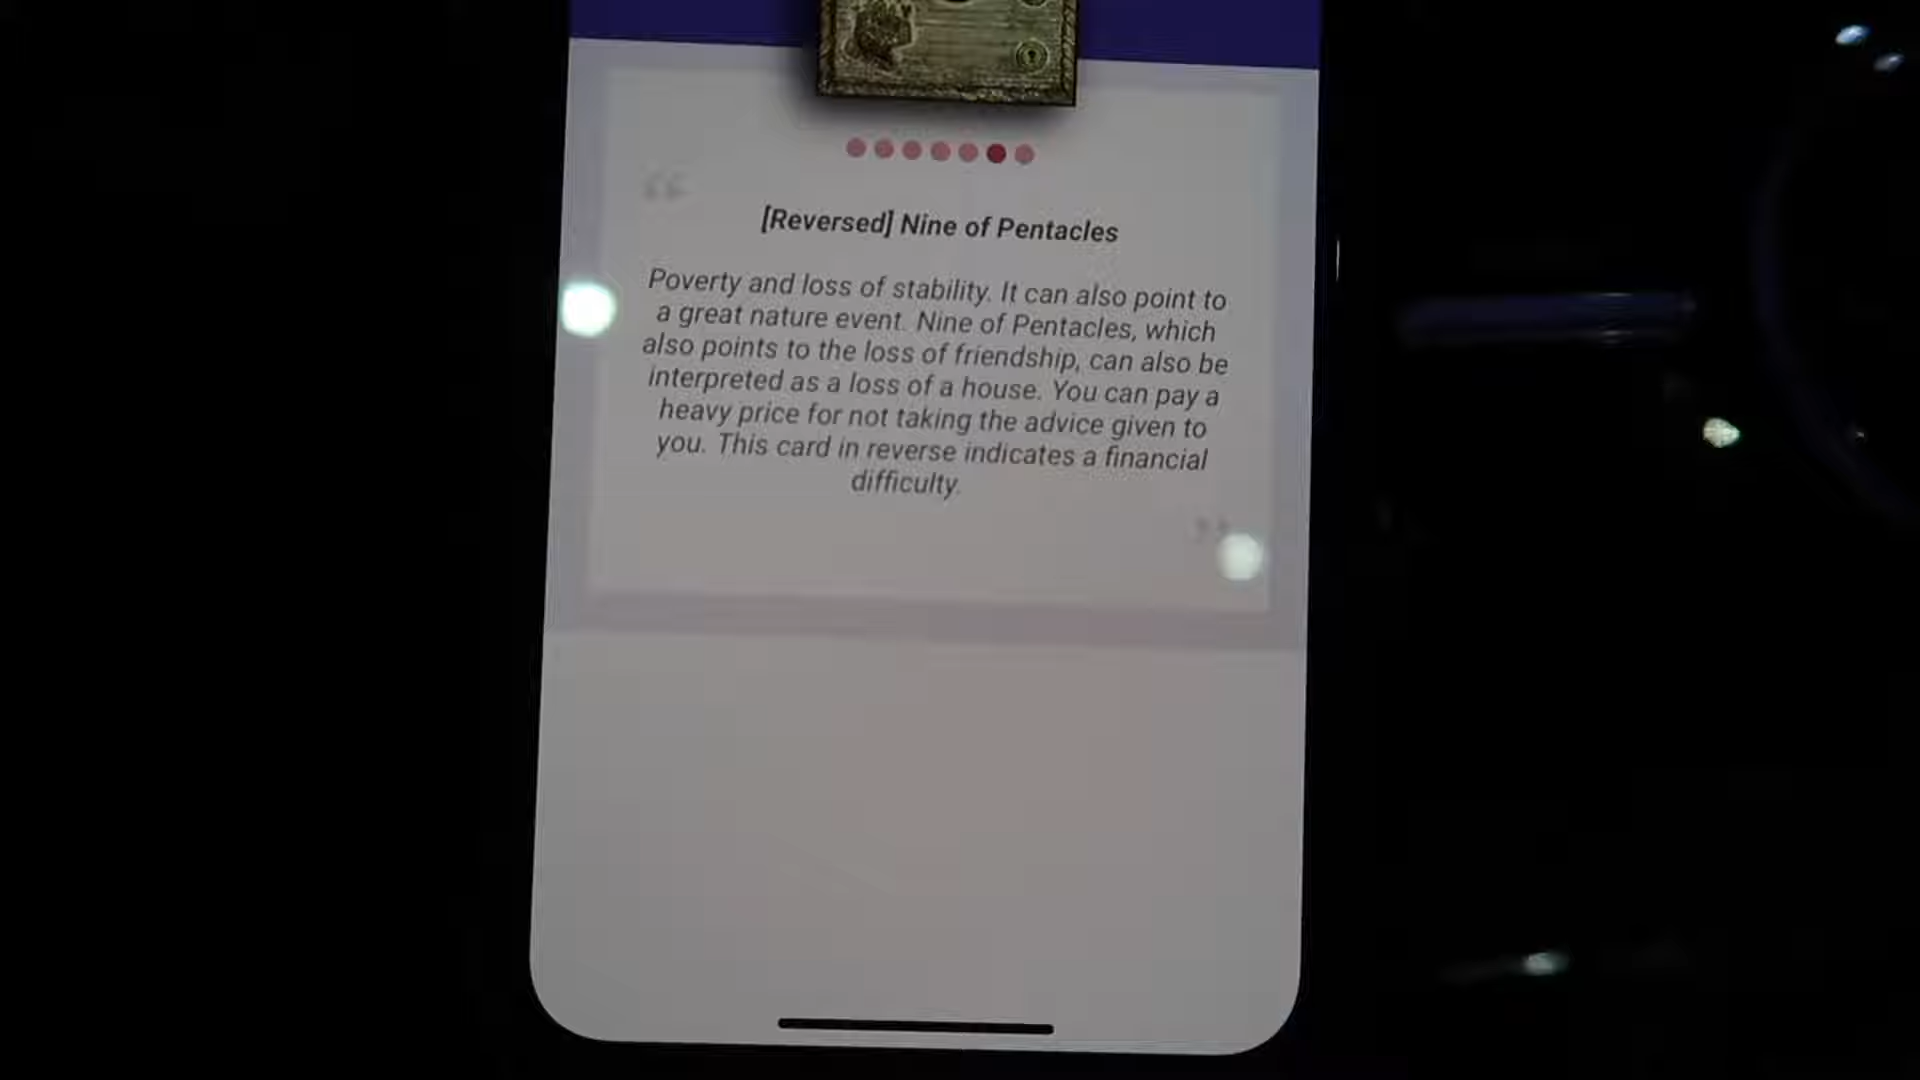 [Reversed] Nine of Pentacles
Poverty and loss of stability. It can also point to
a great nature event. Nine of Pentacles, which
also points to the loss of friendship, can also be
interpreted as a loss of a house. You can pay a
heavy price for not taking the advice given to
you. This card in reverse indicates a financial
difficulty.